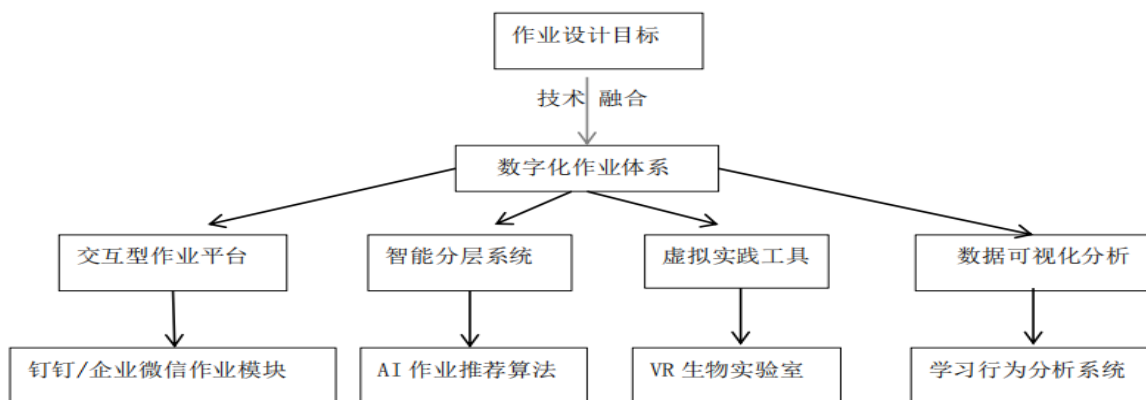 作业设计目标
技术 融合
数字化作业体系
交互型作业平台
智能分层系统
虚拟实践工具
数据可视化分析
钉钉/企业微信作业模块
AI 作业推荐算法
VR 生物实验室
学习行为分析系统